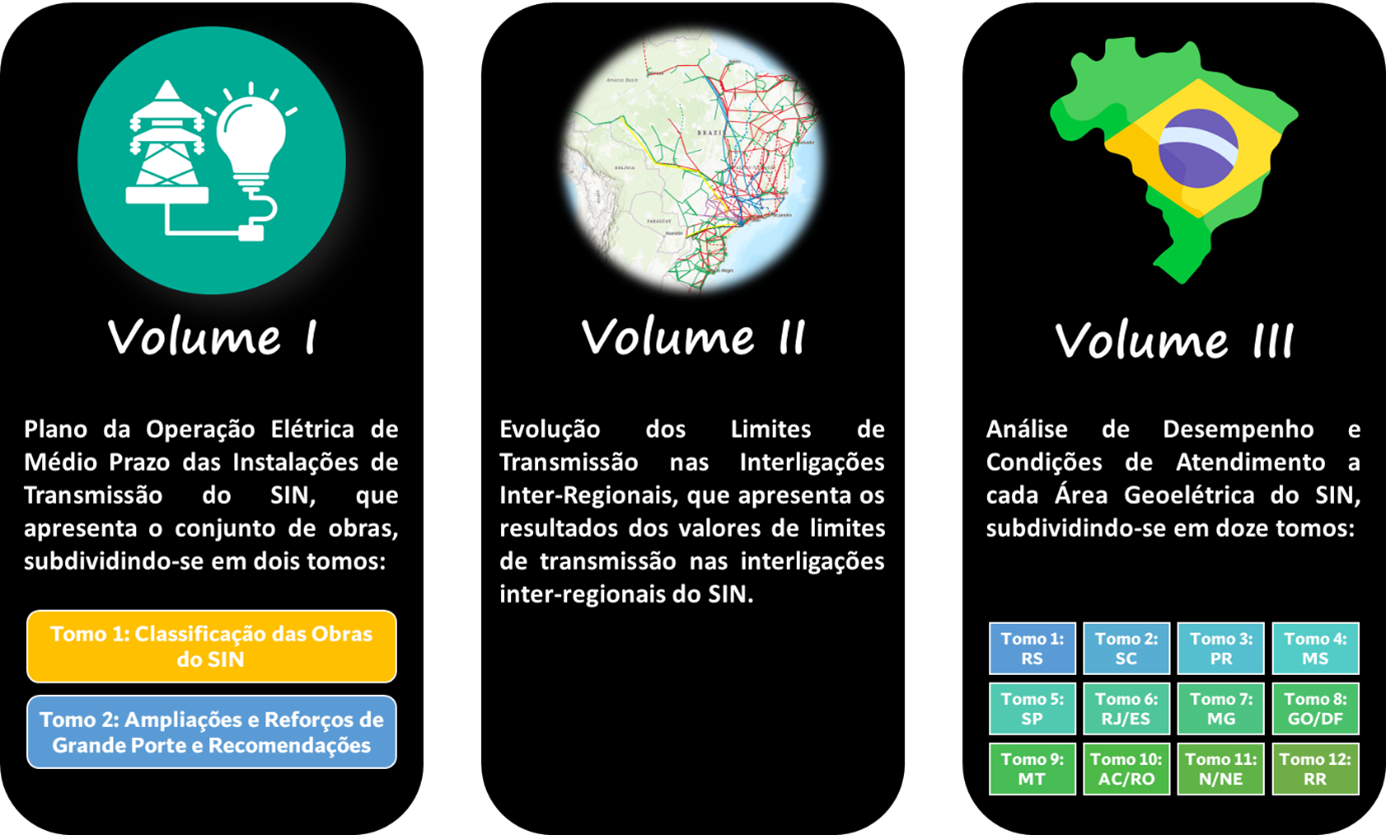 Volume I
Plano da Operação Elétrica de
Médio Prazo das Instalações de
Transmissão do SIN, que
apresenta o conjunto de obras,
subdividindo-se em dois tomos:
Tomo 1: Classificação das Obras
do SIN
Tomo 2: Ampliações e Reforços de
Grande Porte e Recomendações
BRAZIL
BOLIVIA
PARAGUAY
Volume II
Evolução dos Limites de
Transmissão nas Interligações
Inter-Regionais, que apresenta os
resultados dos valores de limites
de transmissão nas interligações
inter-regionais do SIN.
Volume III
Análise de Desempenho e
Condições de Atendimento a
cada Área Geoelétrica do SIN,
subdividindo-se em doze tomos:
Tomo 1:
RS
Tomo 2:
SC
Tomo 3:
PR
Tomo 4:
MS
Tomo 5:
SP
Tomo 6:
RJ/ES
Tomo 7:
MG
Tomo 8:
GO/DF
Tomo 9:
MT
Tomo 10:
AC/RO
Tomo 11:
N/NE
Tomo 12:
RR